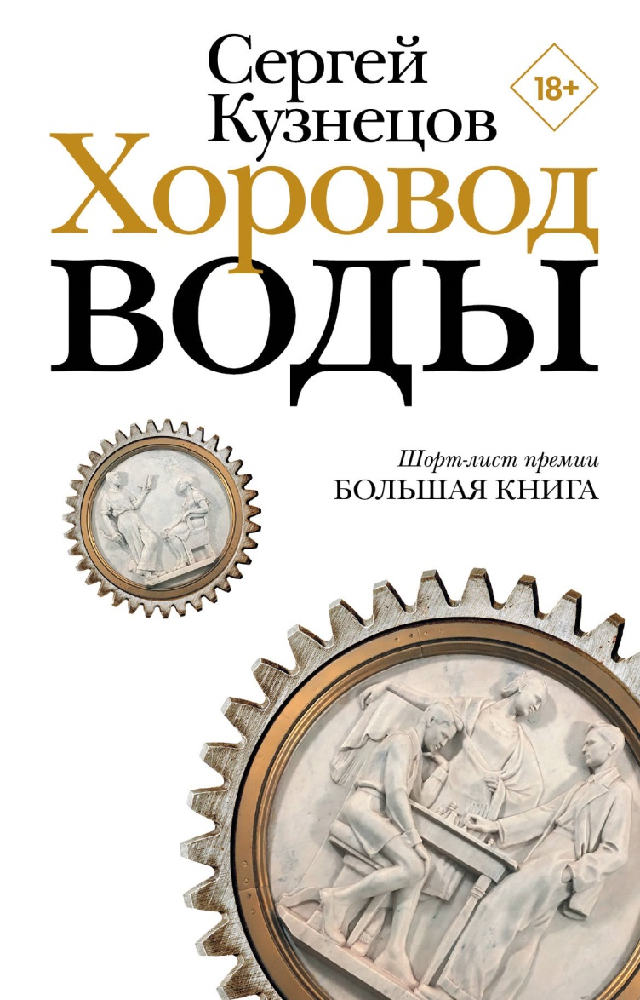 Сергей
Кузнецов
18+
Хоровод
ВОДЫ
Шорт-лист премии
БОЛЬШАЯ КНИГА